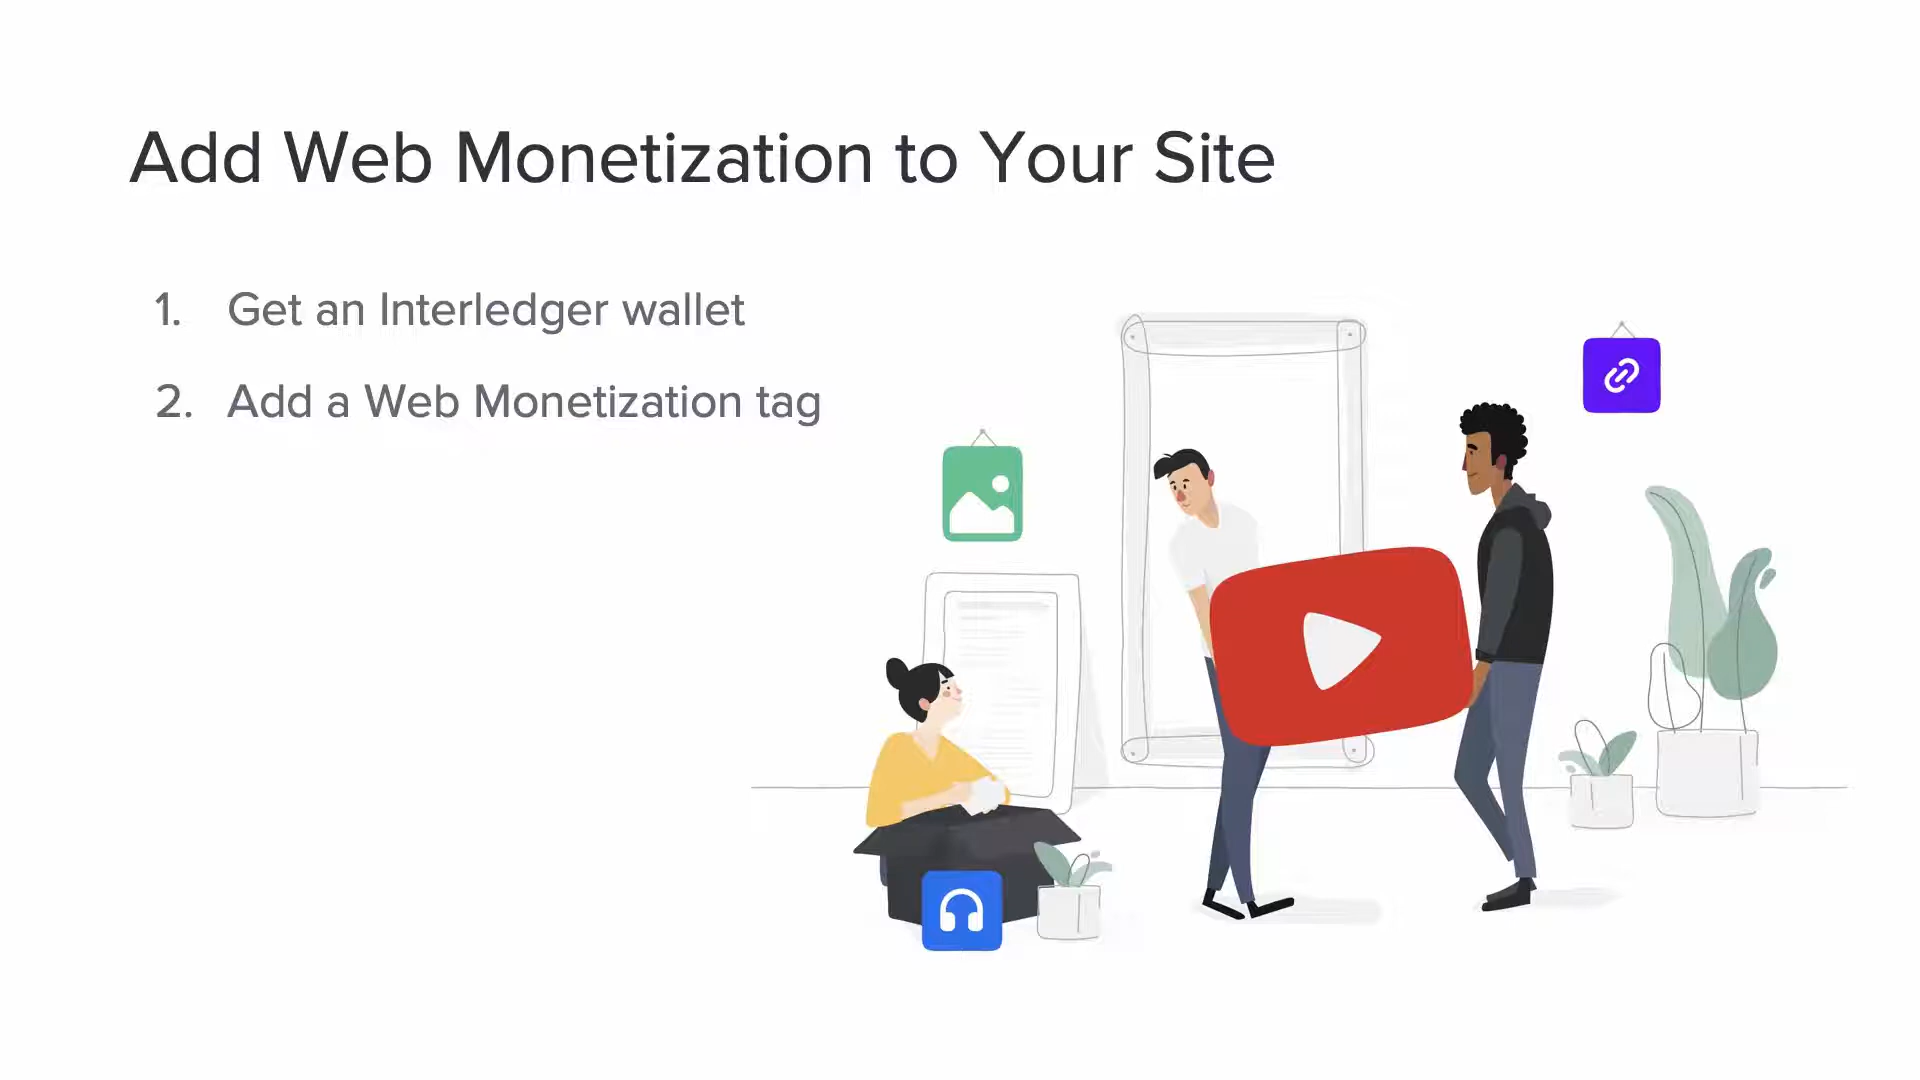 Add Web Monetization to Your Site
1. Get an Interledger wallet
2. Add a Web Monetization tag